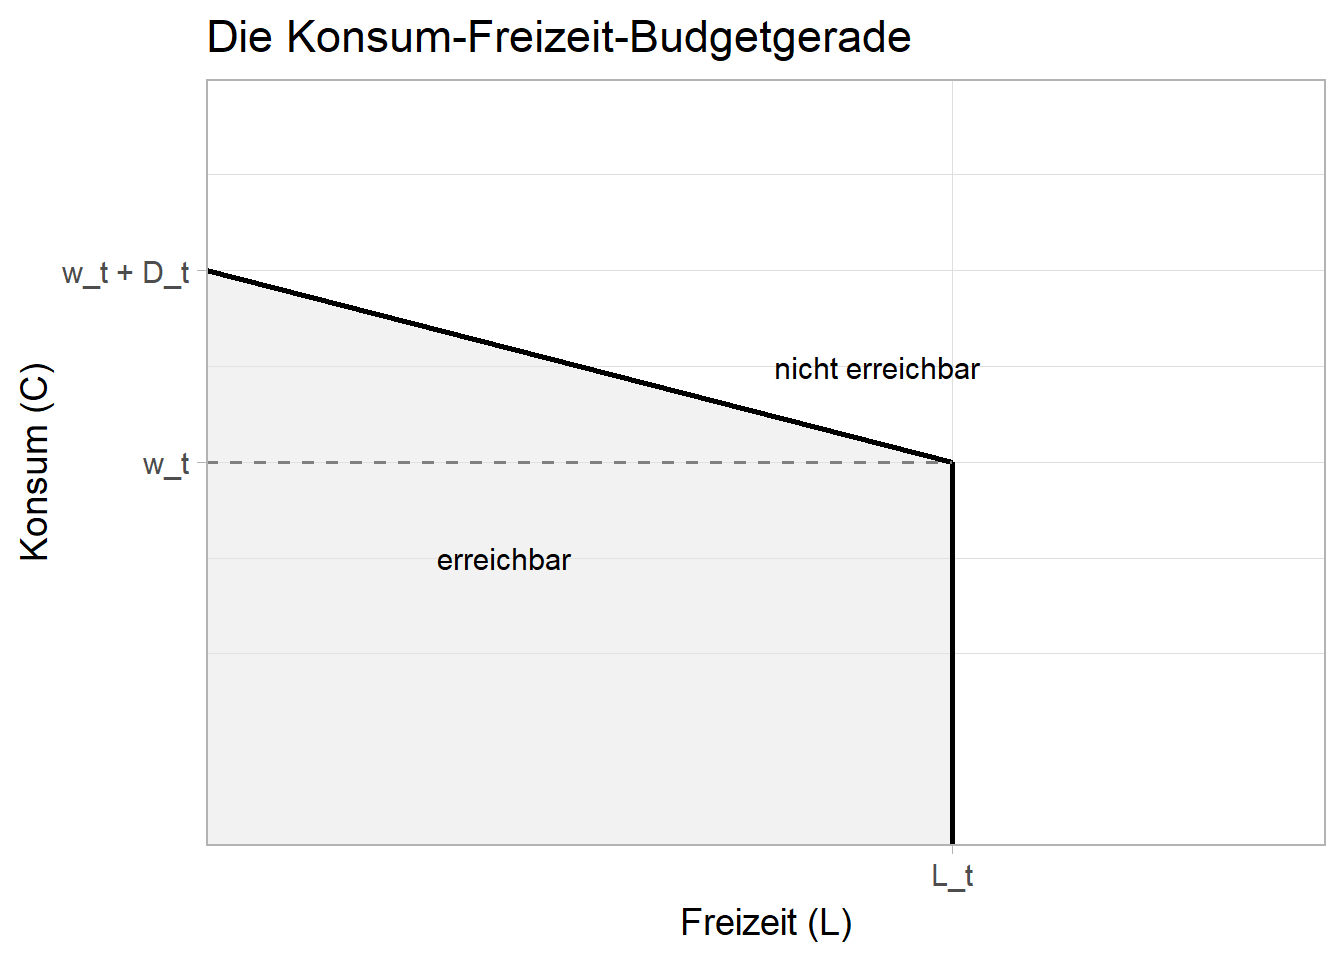 Die Konsum-Freizeit-Budgetgerade
w_t + D_t
nicht erreichbar
Konsum (C)
w_t
erreichbar
L_t
Freizeit (L)